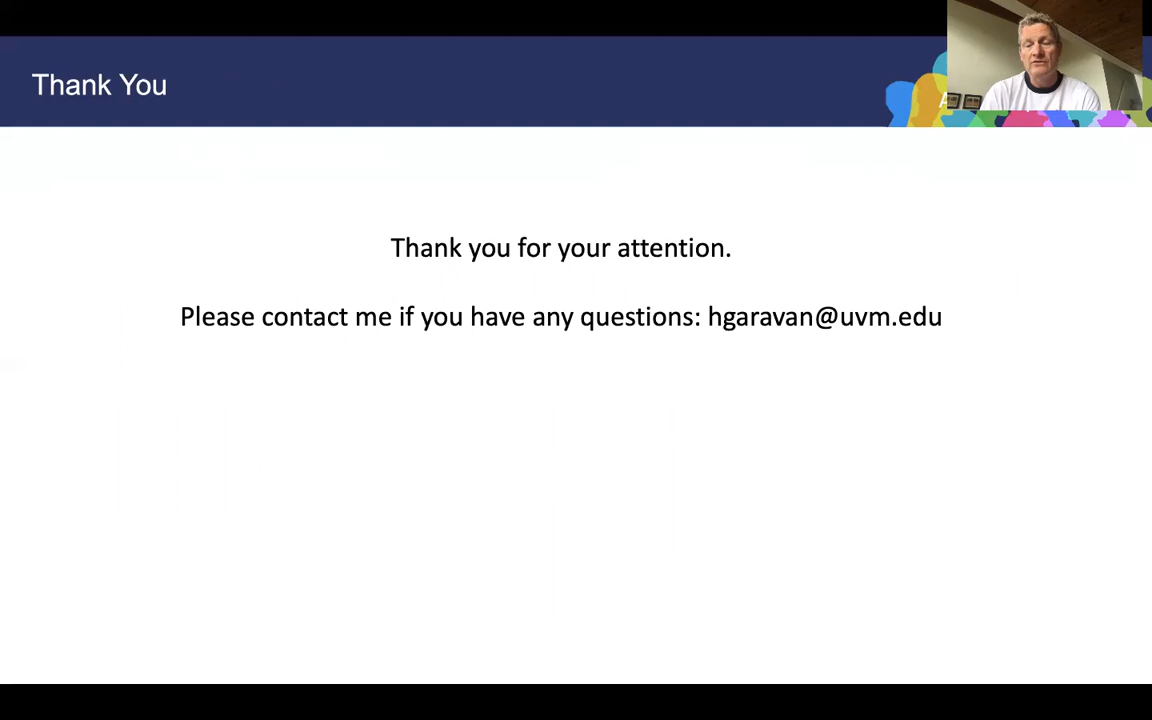 Thank You
Thank you for your attention.
Please contact me if you have any questions: hgaravan@uvm.edu